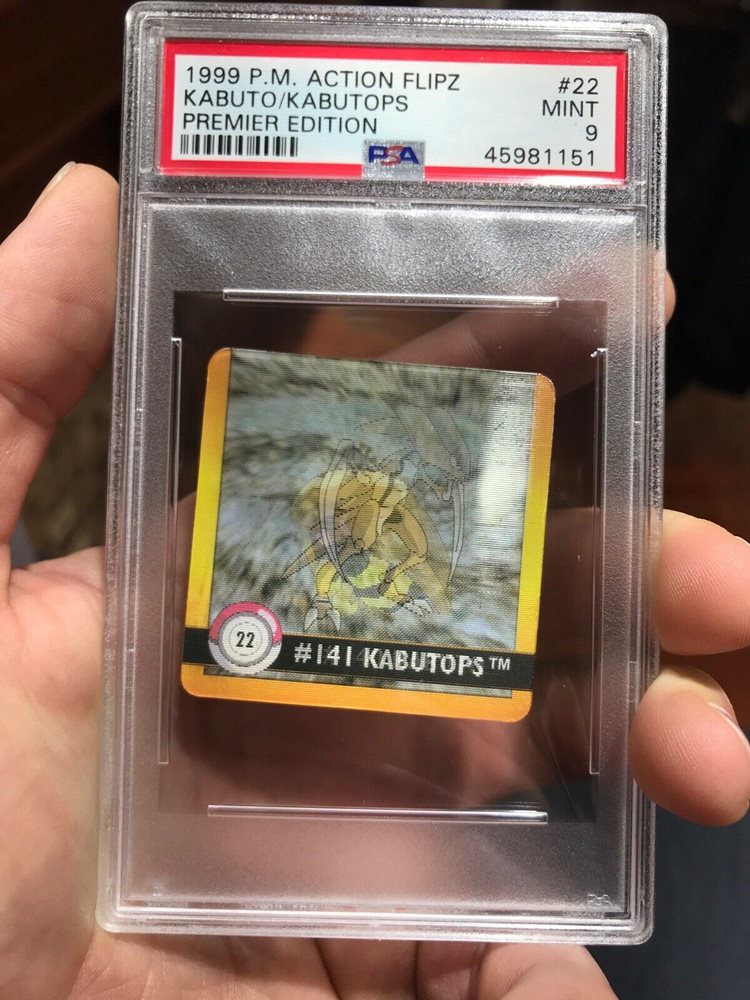 1999 P.M. ACTION FLIPZ #22
KABUTO/KABUTOPS MINT
PREMIER EDITION 9
PSA 45981151
22
#141 KABUTOPS™